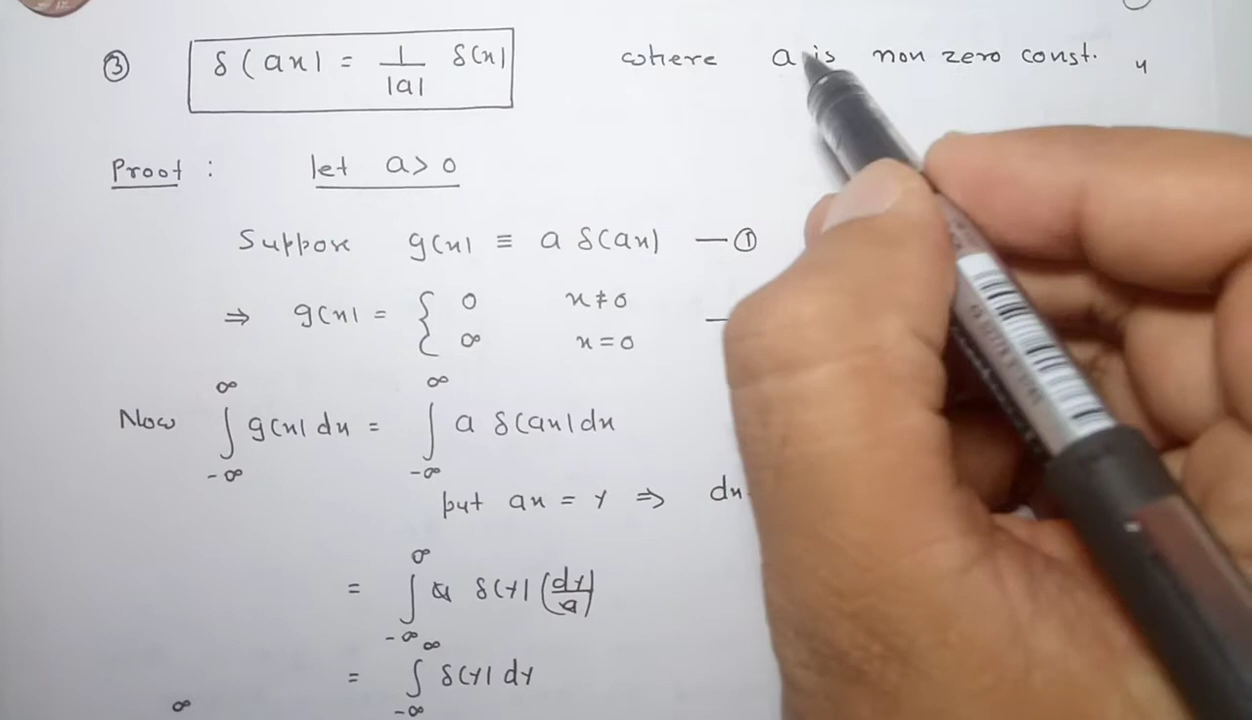 ③ δ(ax) = 1/|a| δ(x) where a is non zero const.
Proof : let a > 0
Suppose g(x) ≡ a δ(ax) — ①
⇒ g(x) = { 0 x ≠ 0
∞ x = 0
Now ∫_{-∞}^{∞} g(x) dx = ∫_{-∞}^{∞} a δ(ax) dx
put ax = y ⇒ dx
= ∫_{-∞}^{∞} a δ(y) (dy/a)
= ∫_{-∞}^{∞} δ(y) dy
∞